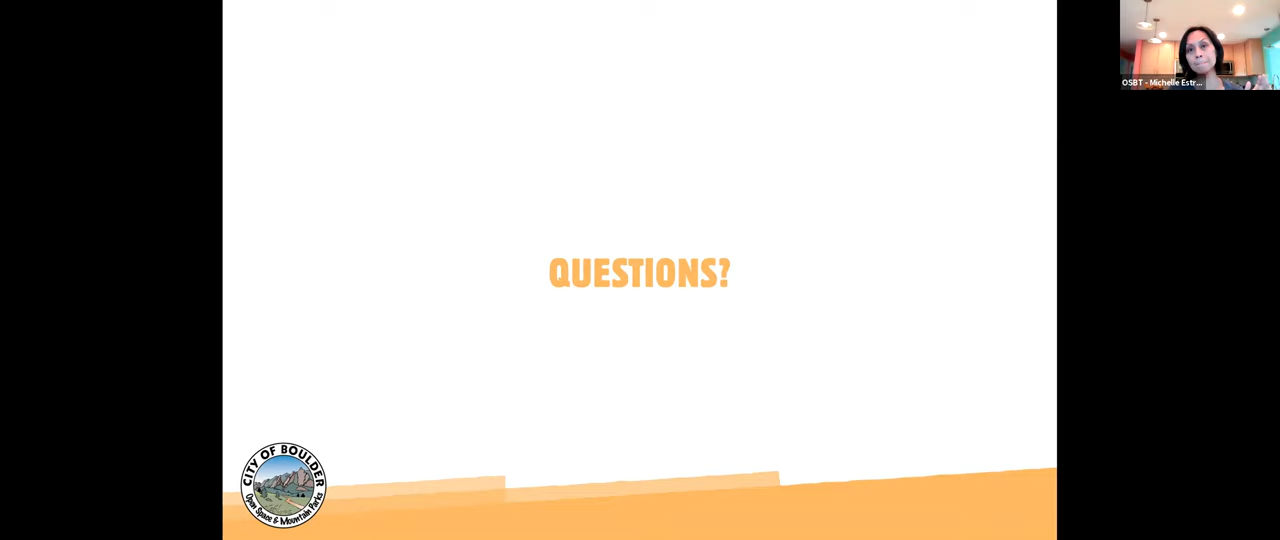 OSBT - Michelle Estr...
QUESTIONS?
CITY OF BOULDER
Open Space & Mountain Parks